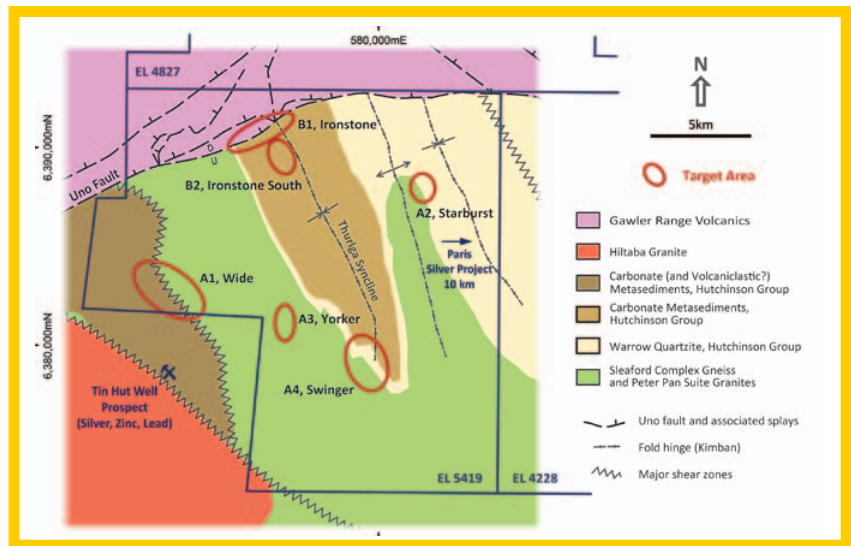 580,000mE
EL 4827
N
5km
6,390,000mN
B1, Ironstone
D
U
Uno Fault
B2, Ironstone South
Target Area
A2, Starburst
Thurlga Syncline
Gawler Range Volcanics
Paris
Silver Project
10 km
Hiltaba Granite
A1, Wide
Carbonate (and Volcaniclastic?)
Metasediments, Hutchinson Group
A3, Yorker
Carbonate Metasediments,
Hutchinson Group
6,380,000mN
Warrow Quartzite, Hutchinson Group
Tin Hut Well
Prospect
(Silver, Zinc, Lead)
A4, Swinger
Sleaford Complex Gneiss
and Peter Pan Suite Granites
Uno fault and associated splays
Fold hinge (Kimban)
EL 5419
EL 4228
Major shear zones